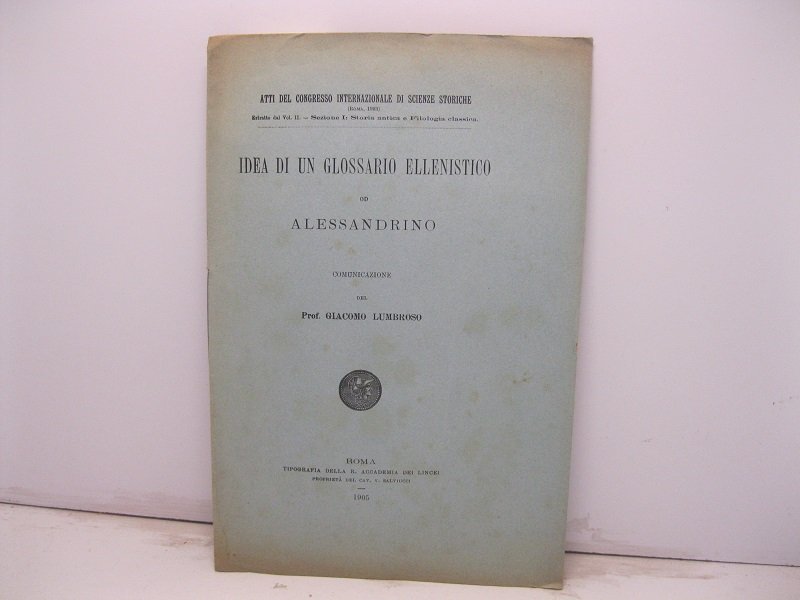 ATTI DEL CONGRESSO INTERNAZIONALE DI SCIENZE STORICHE
(ROMA, 1903)
Estratto dal Vol. II. – Sezione I: Storia antica e Filologia classica.
IDEA DI UN GLOSSARIO ELLENISTICO
OD
ALESSANDRINO
COMUNICAZIONE
DEL
Prof. GIACOMO LUMBROSO
ROMA
TIPOGRAFIA DELLA R. ACCADEMIA DEI LINCEI
PROPRIETÀ DEL CAV. V. SALVIUCCI
1905